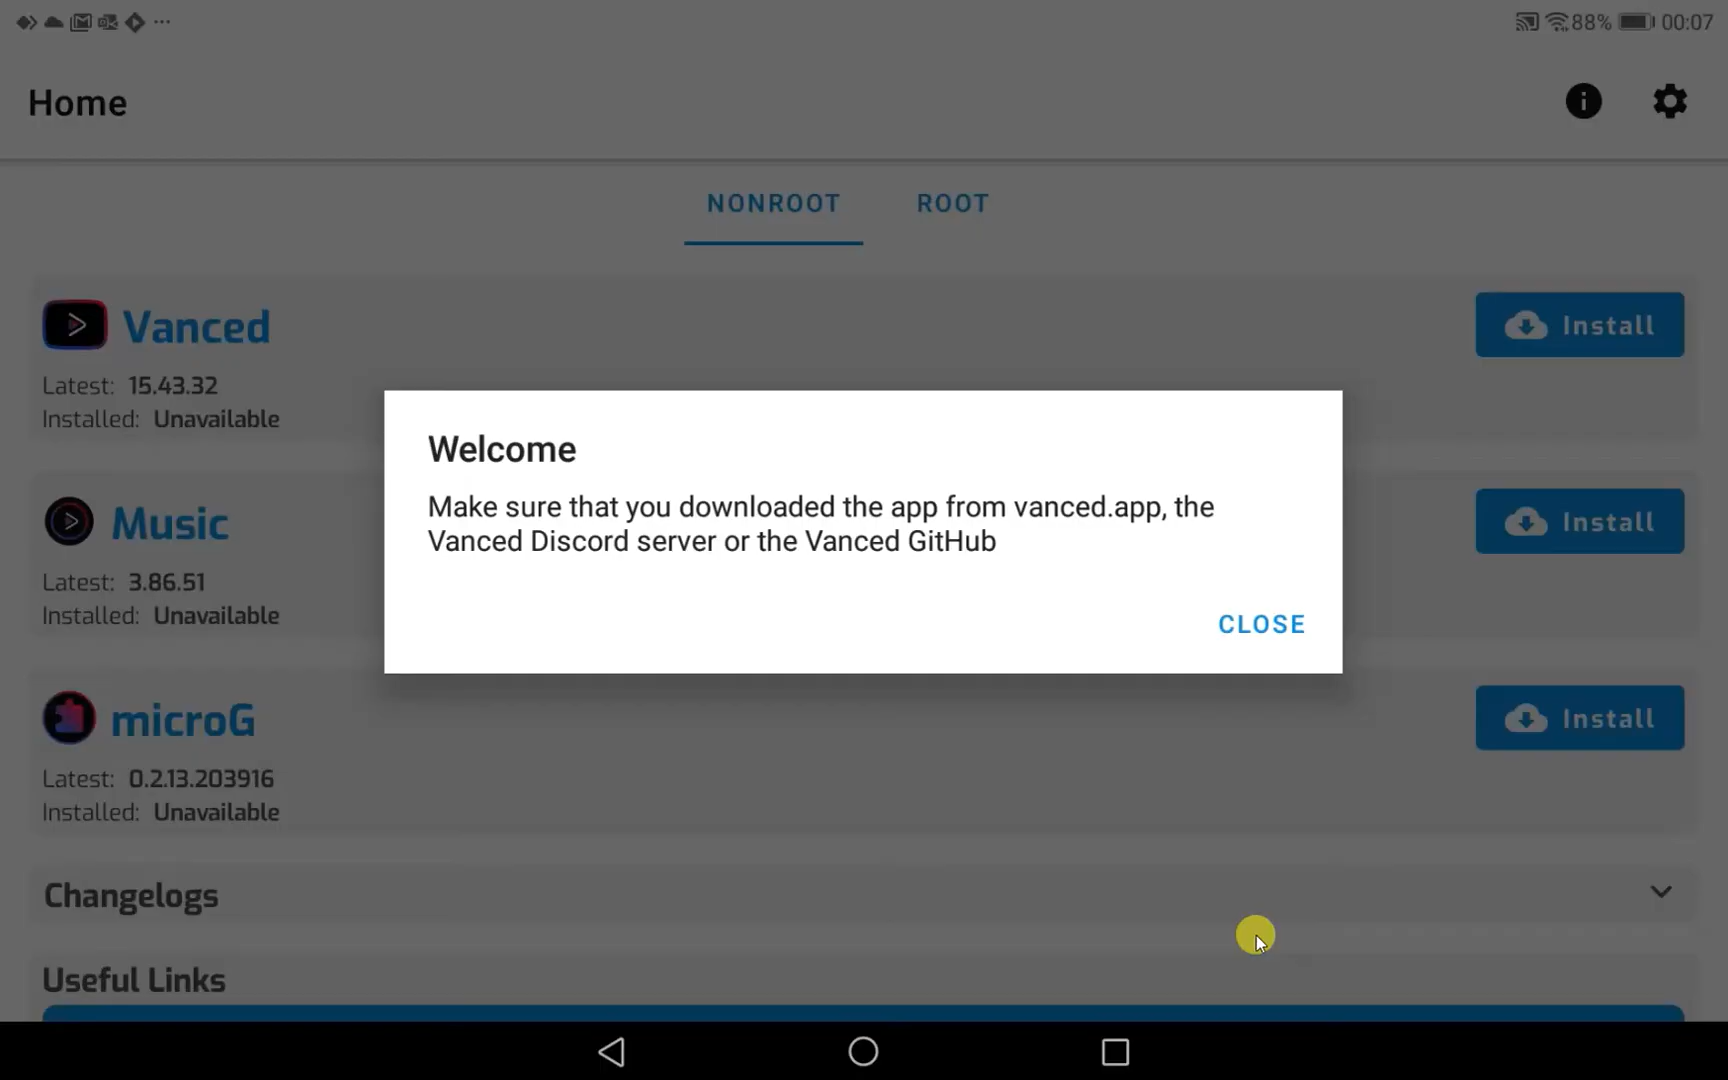 88% 00:07
Home
NONROOT ROOT
Vanced
Install
Latest: 15.43.32
Installed: Unavailable
Welcome
Make sure that you downloaded the app from vanced.app, the
Vanced Discord server or the Vanced GitHub
CLOSE
Music
Install
Latest: 3.86.51
Installed: Unavailable
microG
Install
Latest: 0.2.13.203916
Installed: Unavailable
Changelogs
Useful Links